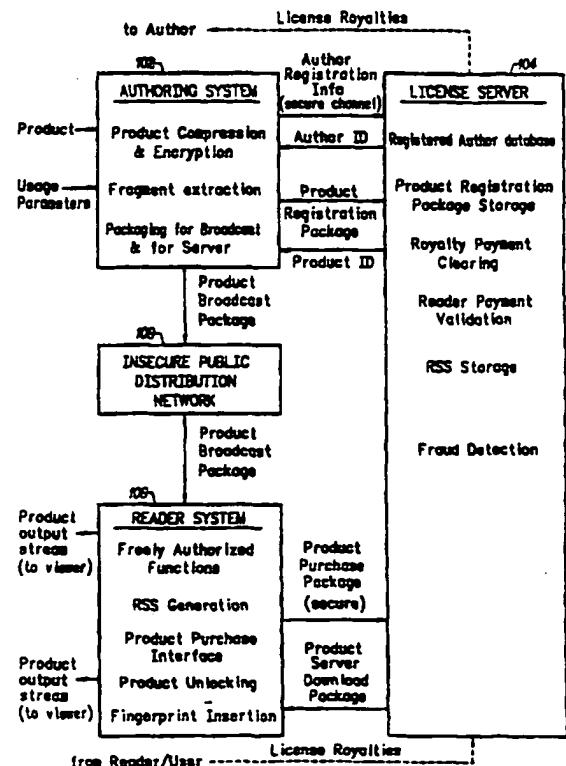 License Royalties
to Author
102
AUTHORING SYSTEM
Product Compression
& Encryption
Fragment extraction
Packaging for Broadcast
& for Server
Product
Usage
Parameters
Author
Registration
Info
(secure channel)
Author ID
Product
Registration
Package
Product ID
104
LICENSE SERVER
Registered Author database
Product Registration
Package Storage
Royalty Payment
Clearing
Reader Payment
Validation
RSS Storage
Fraud Detection
Product
Broadcast
Package
INSECURE PUBLIC
DISTRIBUTION
NETWORK
Product
Broadcast
Package
READER SYSTEM
Freely Authorized
Functions
RSS Generation
Product Purchase
Interface
Product Unlocking
Fingerprint Insertion
Product
output
stream
(to viewer)
Product
output
stream
(to viewer)
Product
Purchase
Package
(secure)
Product
Server
Download
Package
License Royalties
from Reader/User